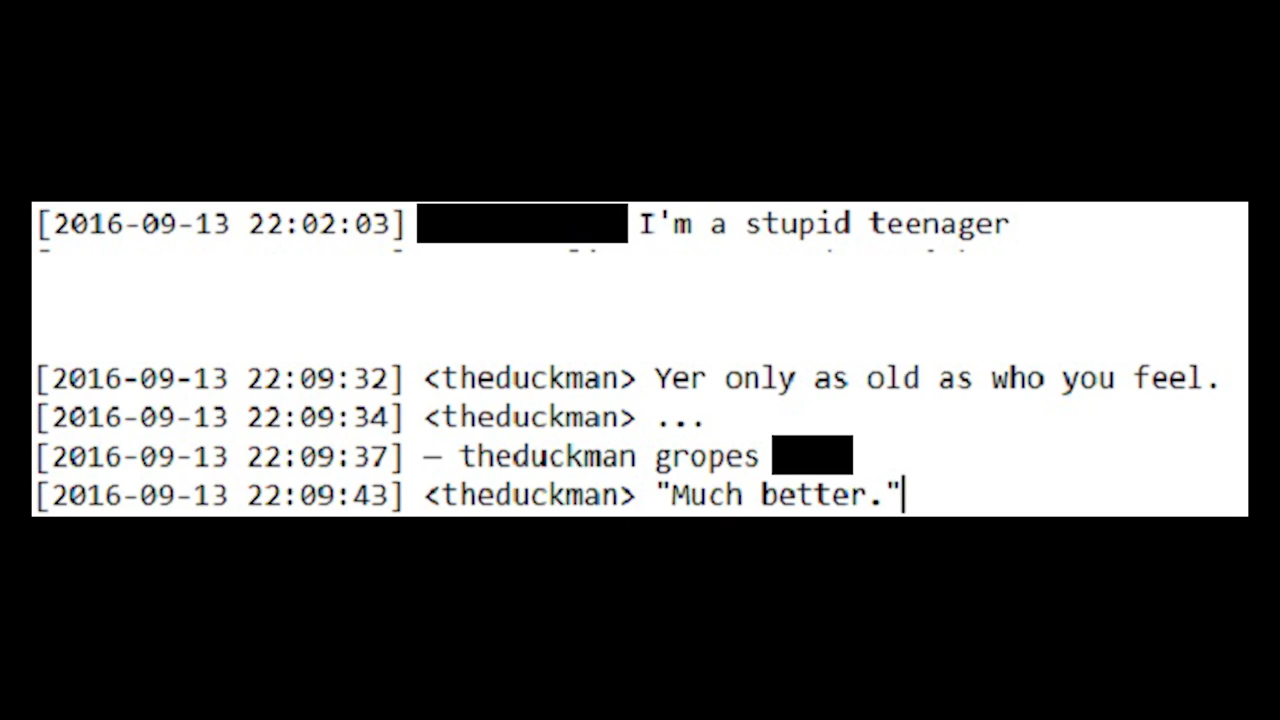 [2016-09-13 22:02:03] I'm a stupid teenager
[2016-09-13 22:09:32] <theduckman> Yer only as old as who you feel.
[2016-09-13 22:09:34] <theduckman> ...
[2016-09-13 22:09:37] — theduckman gropes
[2016-09-13 22:09:43] <theduckman> "Much better."